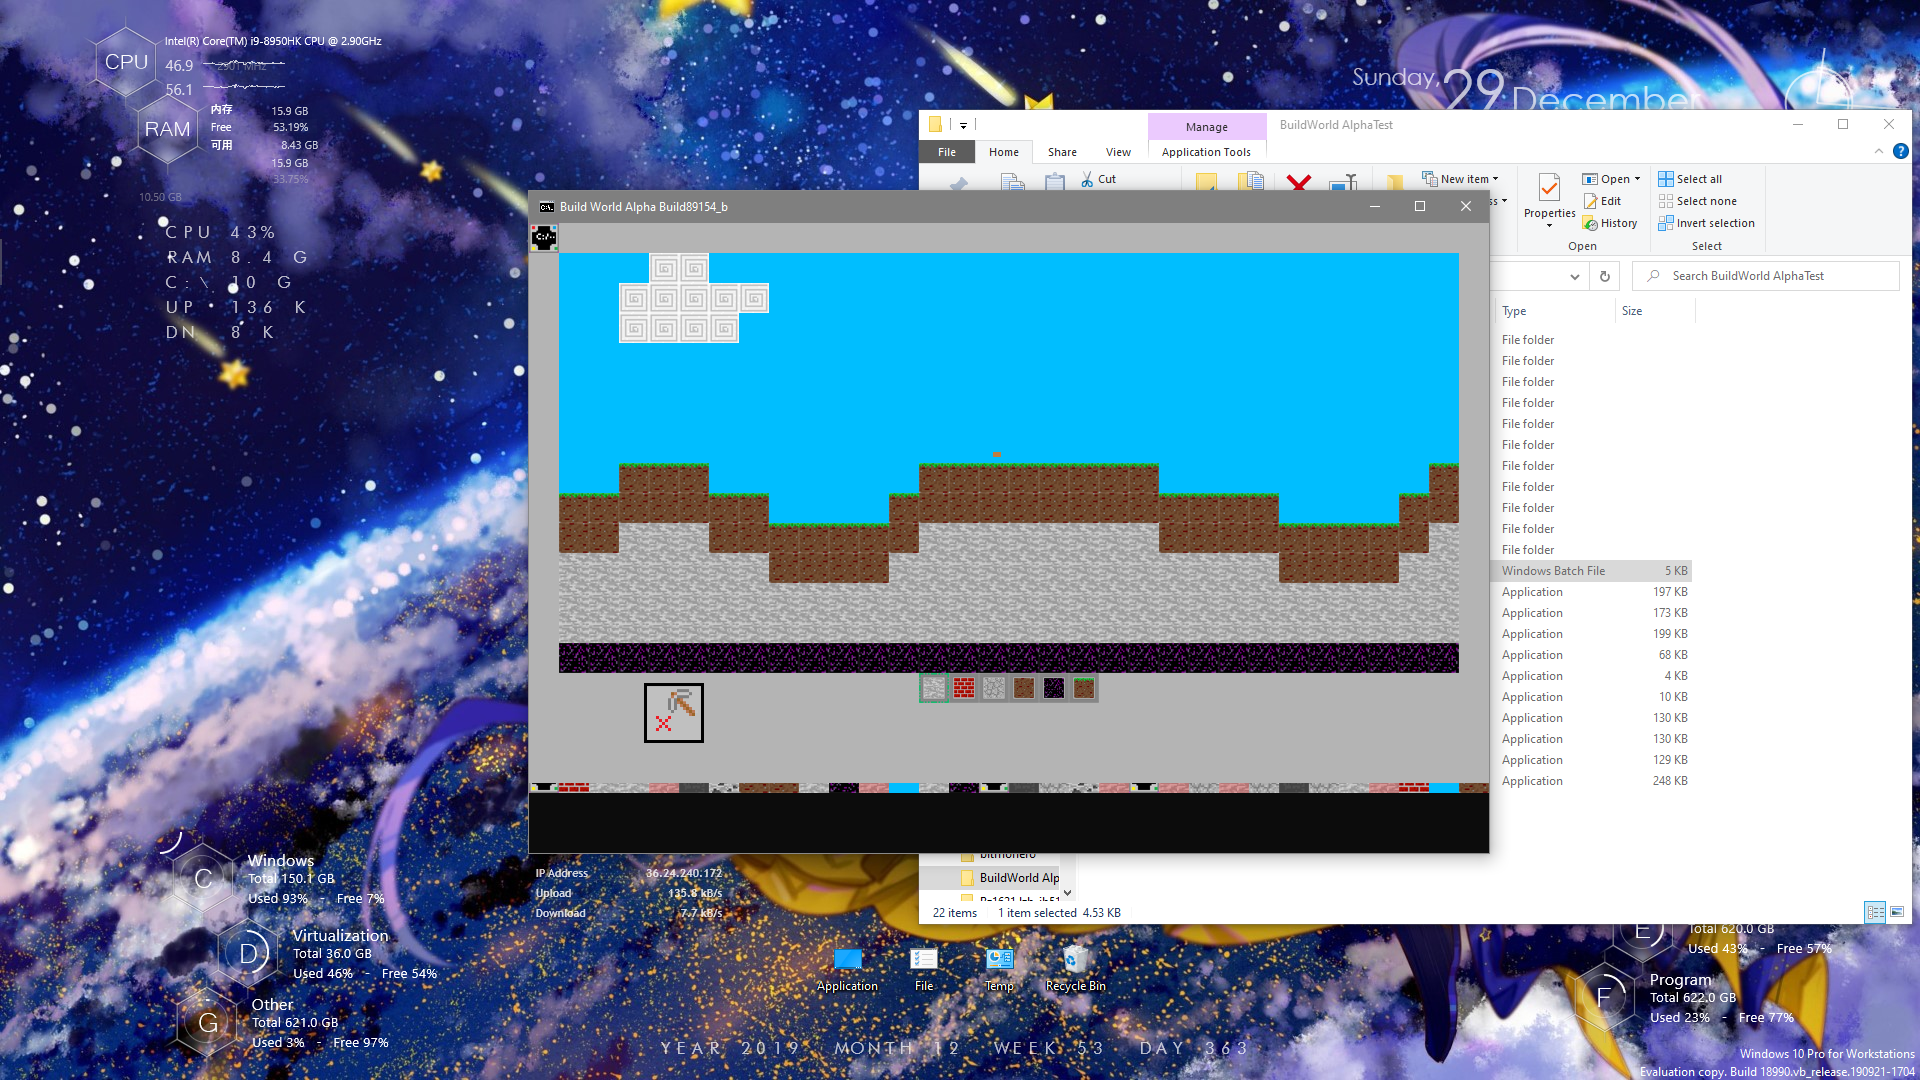 CPU
Intel(R) Core(TM) i9-8950HK CPU @ 2.90GHz
46.9
2901 MHz
56.1
RAM
内存 15.9 GB
Free 53.19%
可用 8.43 GB
15.9 GB
33.75%
10.50 GB
CPU 43%
RAM 8.4 G
C:\ 10 G
UP 136 K
DN 8 K
Sunday, 29 December
Manage
BuildWorld AlphaTest
File
Home
Share
View
Application Tools
Cut
New item
Properties
Open
Edit
History
Open
Select all
Select none
Invert selection
Select
Search BuildWorld AlphaTest
Type
Size
File folder
File folder
File folder
File folder
File folder
File folder
File folder
File folder
File folder
File folder
File folder
Windows Batch File 5 KB
Application 197 KB
Application 173 KB
Application 199 KB
Application 68 KB
Application 4 KB
Application 10 KB
Application 130 KB
Application 130 KB
Application 129 KB
Application 248 KB
Build World Alpha Build89154_b
BuildWorld Alp
22 items
1 item selected 4.53 KB
C
Windows
Total 150.1 GB
Used 93% - Free 7%
D
Virtualization
Total 36.0 GB
Used 46% - Free 54%
G
Other
Total 621.0 GB
Used 3% - Free 97%
IP Address 36.24.240.172
Upload 135.8 kB/s
Download 7.7 kB/s
Application
File
Temp
Recycle Bin
E
Total 620.0 GB
Used 43% - Free 57%
F
Program
Total 622.0 GB
Used 23% - Free 77%
YEAR 2019 MONTH 12 WEEK 53 DAY 363
Windows 10 Pro for Workstations
Evaluation copy. Build 18990.vb_release.190921-1704